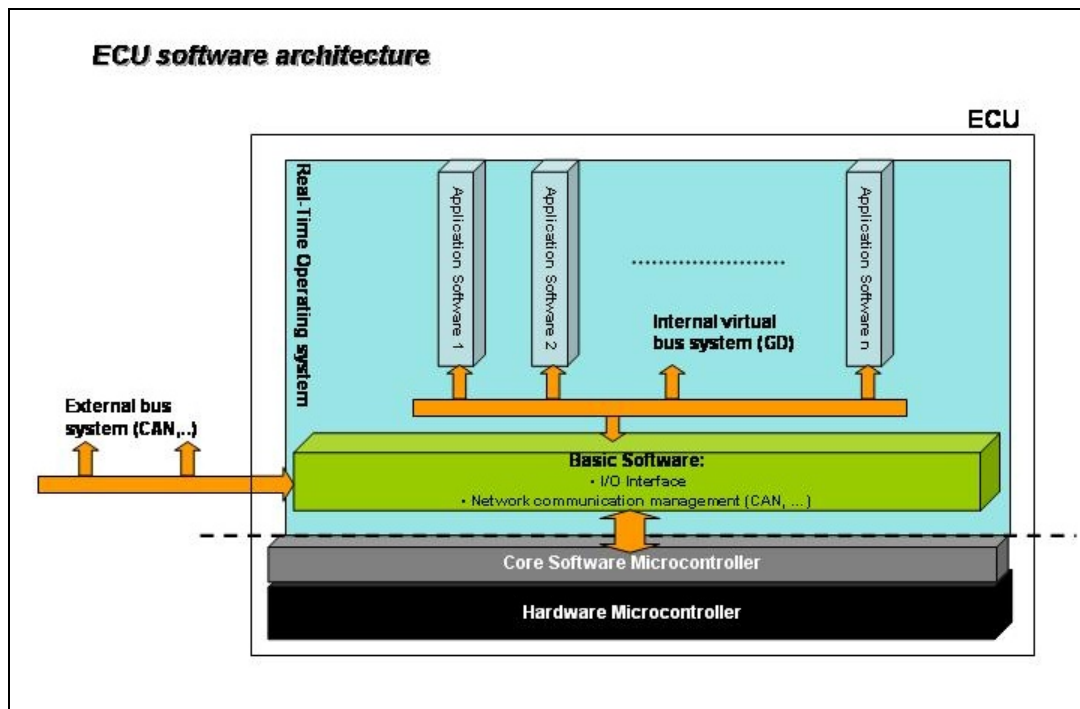 ECU software architecture
ECU
Real-Time Operating system
Application Software 1
Application Software 2
........................
Application Software n
Internal virtual
bus system (GD)
External bus
system (CAN,..)
Basic Software:
• I/O Interface
• Network communication management (CAN, ...)
Core Software Microcontroller
Hardware Microcontroller